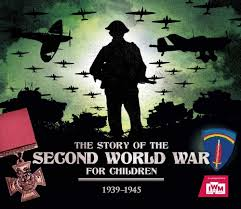 THE STORY OF THE
SECOND WORLD WAR
FOR CHILDREN
1939–1945
IWM